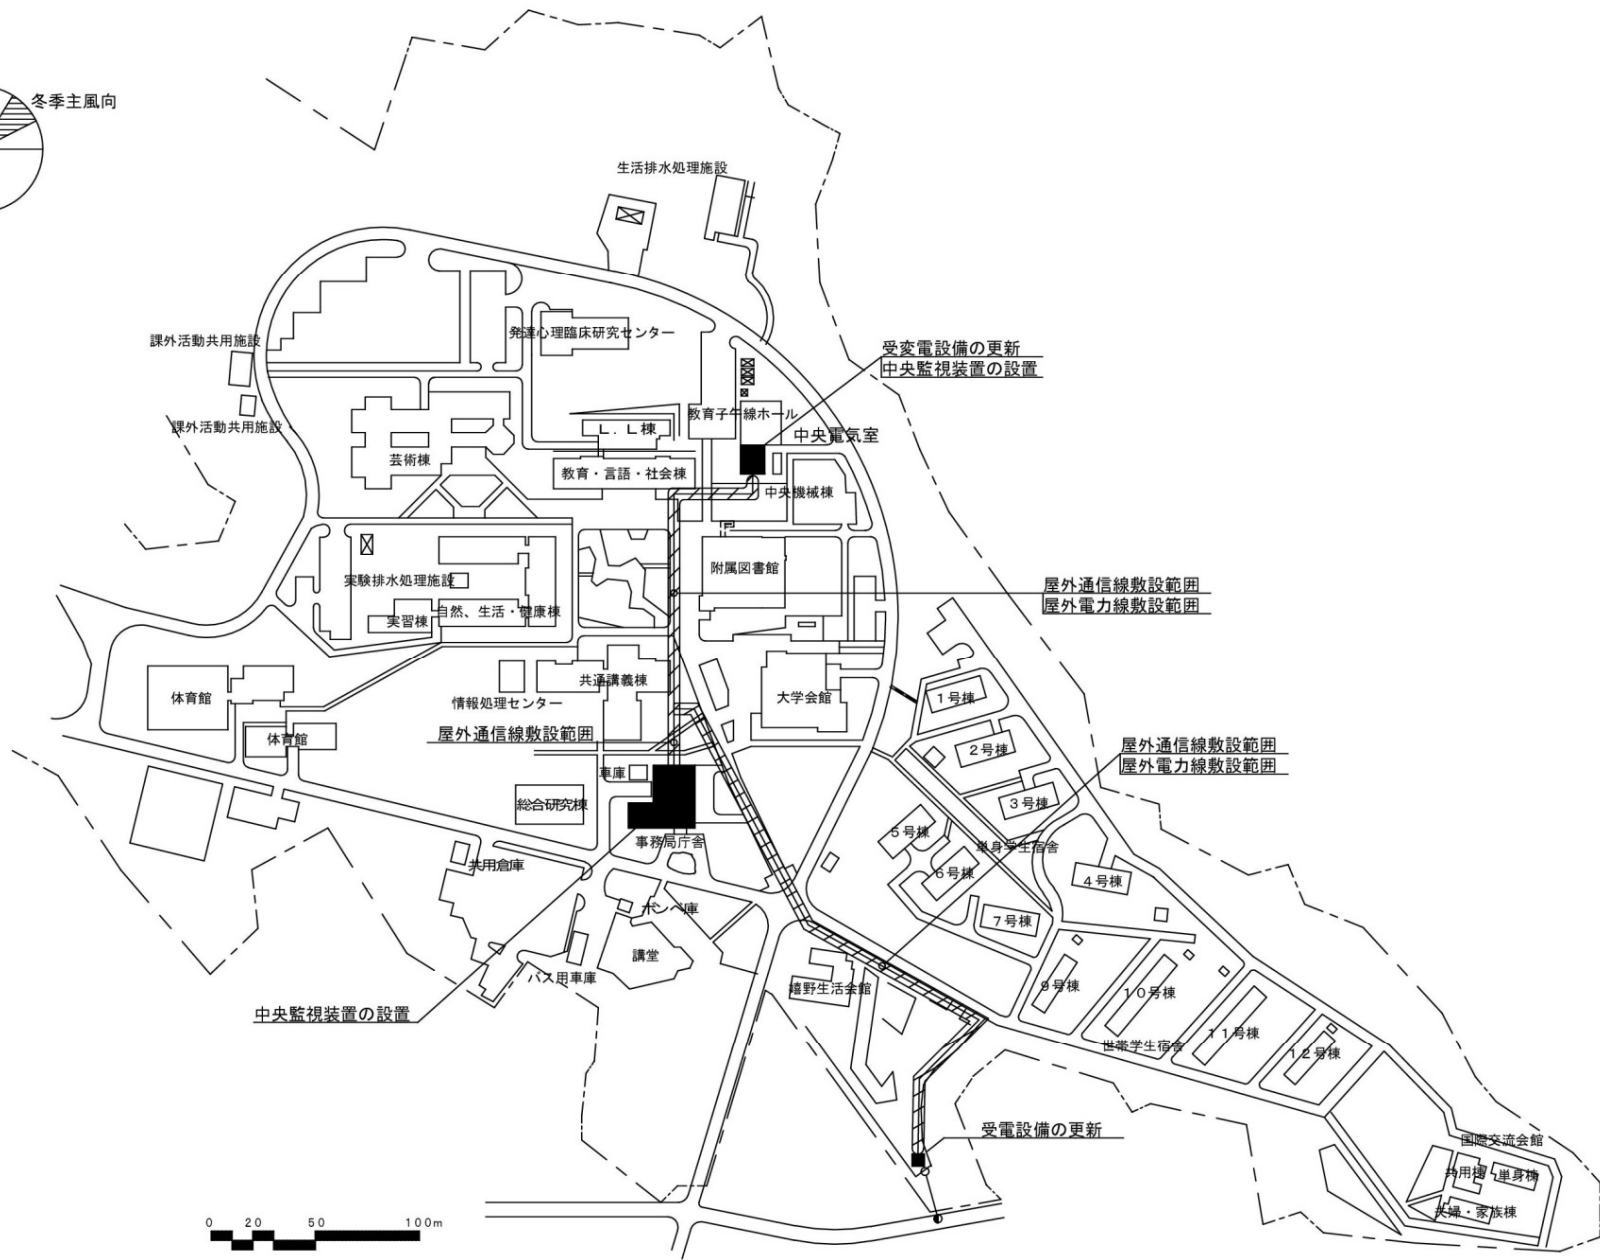 冬季主風向
生活排水処理施設
課外活動共用施設
発達心理臨床研究センター
受変電設備の更新
中央監視装置の設置
課外活動共用施設
教育子午線ホール
L．L棟
中央電気室
芸術棟
教育・言語・社会棟
中央機械棟
附属図書館
実験排水処理施設
屋外通信線敷設範囲
屋外電力線敷設範囲
自然、生活・健康棟
実習棟
共通講義棟
体育館
大学会館
1号棟
情報処理センター
屋外通信線敷設範囲
体育館
2号棟
屋外通信線敷設範囲
屋外電力線敷設範囲
車庫
総合研究棟
3号棟
5号棟
事務局庁舎
単身学生宿舎
共用倉庫
6号棟
4号棟
ボンベ庫
7号棟
講堂
バス用車庫
嬉野生活会館
9号棟
10号棟
中央監視装置の設置
11号棟
世帯学生宿舎
12号棟
受電設備の更新
国際交流会館
共用棟
単身棟
夫婦・家族棟
0 20 50 100m